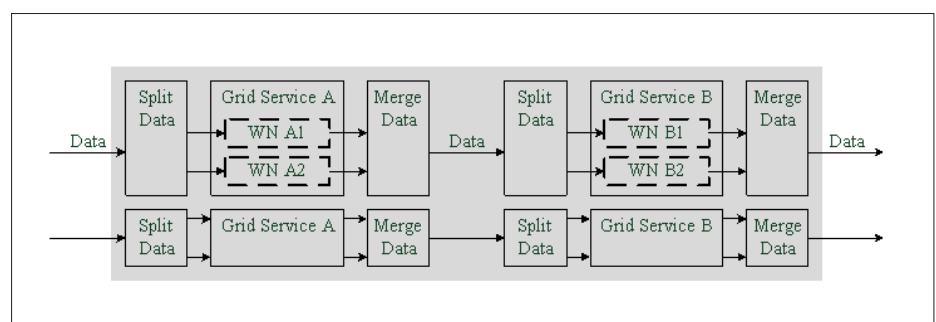 Split
Data
Grid Service A
Merge
Data
Split
Data
Grid Service B
Merge
Data
Data
WN A1
Data
WN B1
Data
WN A2
WN B2
Split
Data
Grid Service A
Merge
Data
Split
Data
Grid Service B
Merge
Data